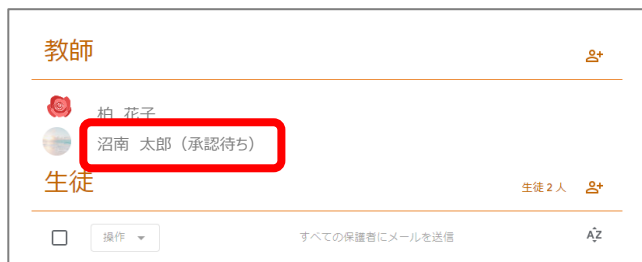 教師
柏 花子
沼南 太郎（承認待ち）
生徒
生徒 2 人
操作
すべての保護者にメールを送信
AZ